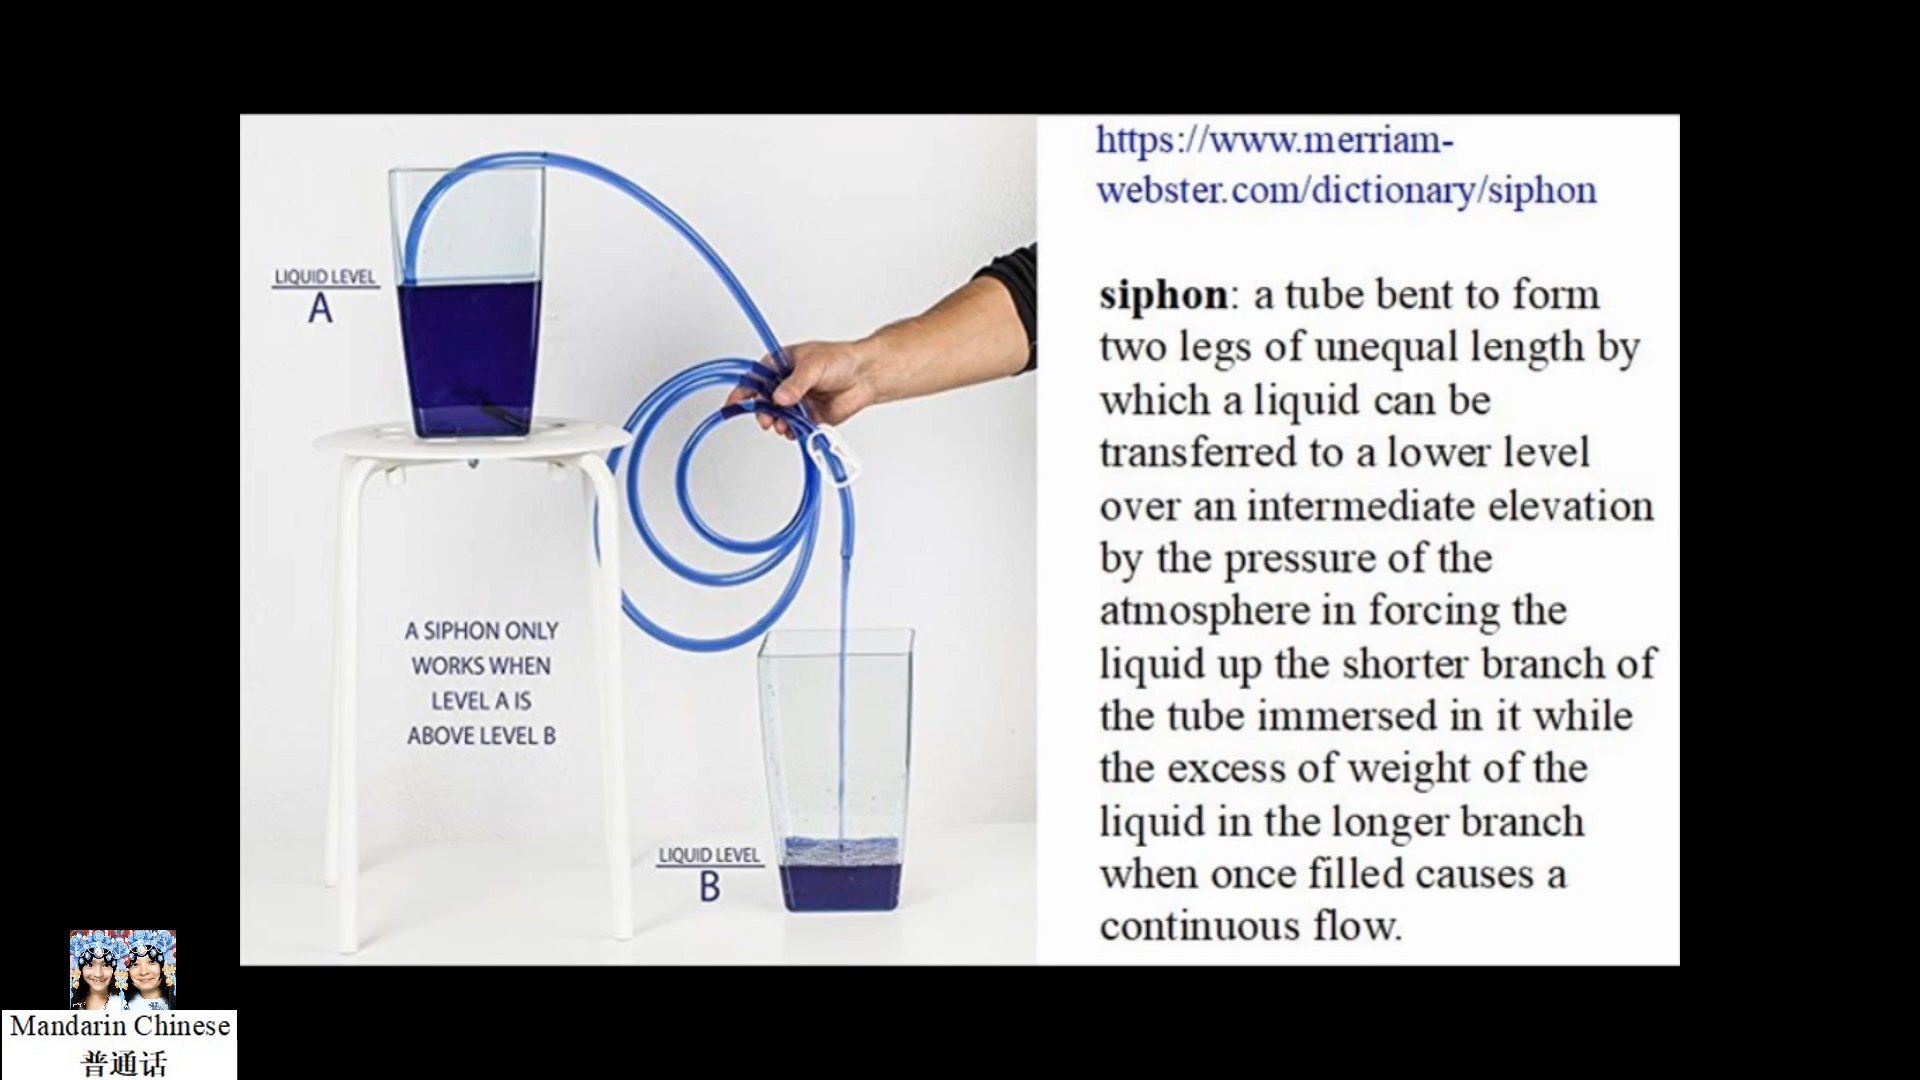 LIQUID LEVEL
A
A SIPHON ONLY
WORKS WHEN
LEVEL A IS
ABOVE LEVEL B
LIQUID LEVEL
B
https://www.merriam-
webster.com/dictionary/siphon
siphon: a tube bent to form
two legs of unequal length by
which a liquid can be
transferred to a lower level
over an intermediate elevation
by the pressure of the
atmosphere in forcing the
liquid up the shorter branch of
the tube immersed in it while
the excess of weight of the
liquid in the longer branch
when once filled causes a
continuous flow.
Mandarin Chinese
普通话